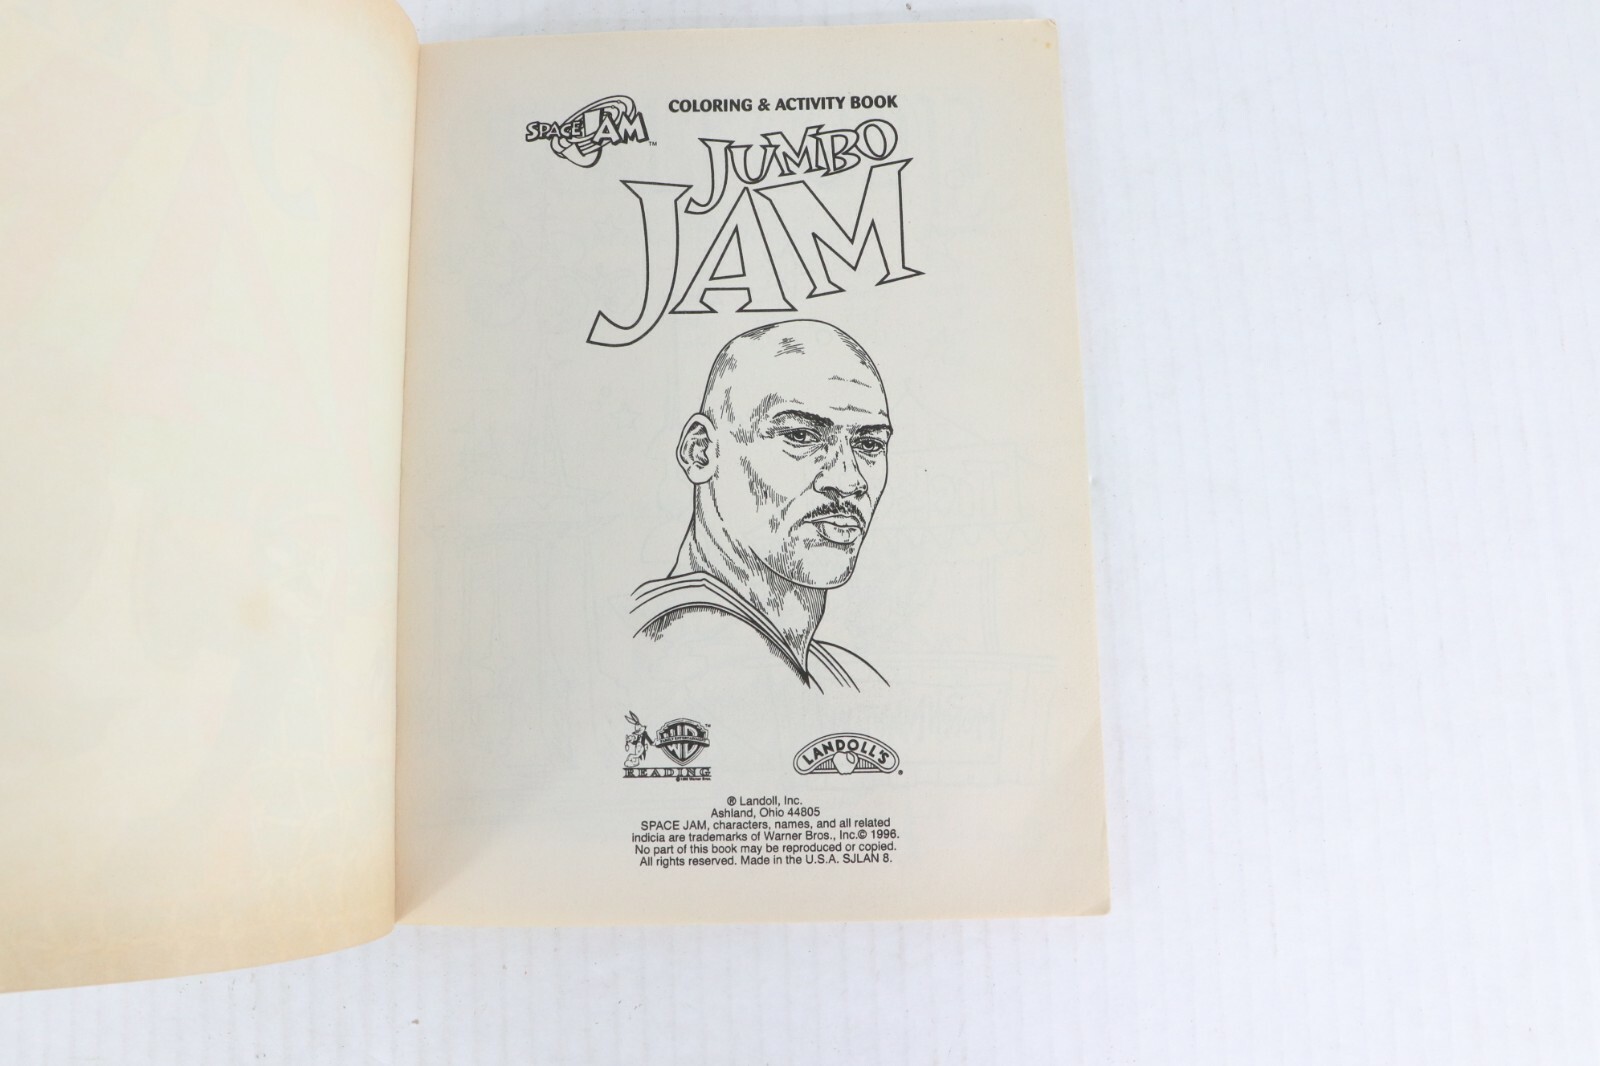 SPACE JAM™
COLORING & ACTIVITY BOOK
JUMBO
JAM
WB
READING
LANDOLL'S®
® Landoll, Inc.
Ashland, Ohio 44805
SPACE JAM, characters, names, and all related
indicia are trademarks of Warner Bros., Inc.© 1996.
No part of this book may be reproduced or copied.
All rights reserved. Made in the U.S.A. SJLAN 8.